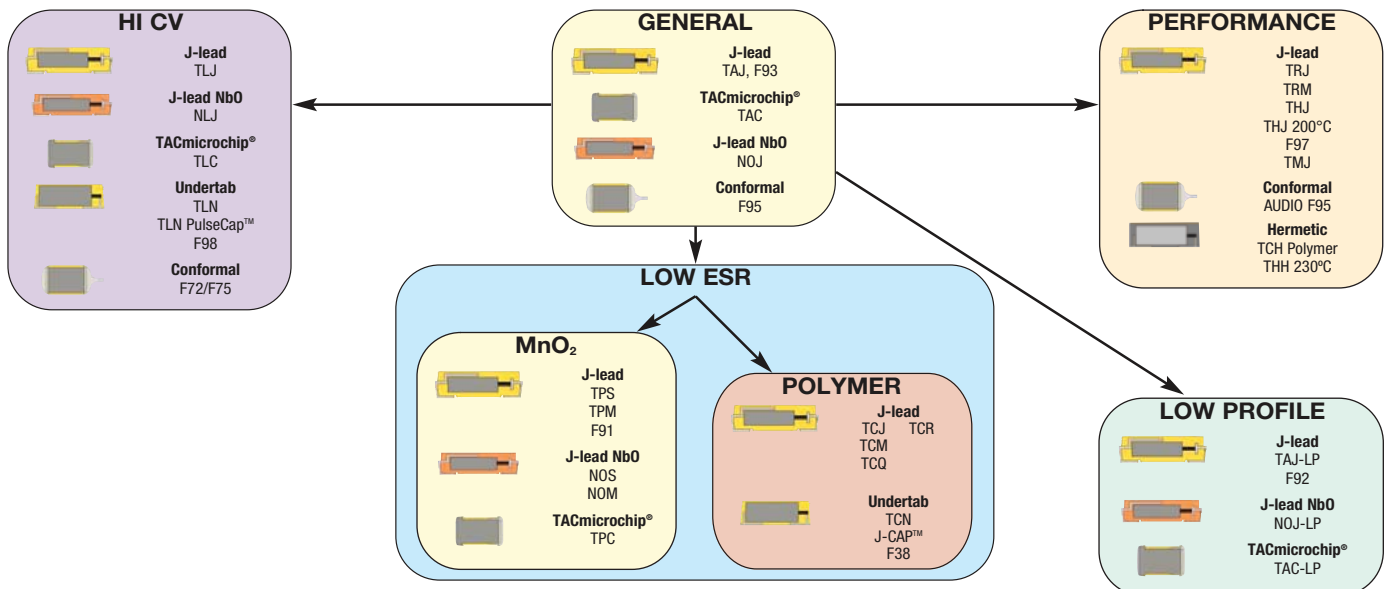 HI CV
J-lead
TLJ
J-lead NbO
NLJ
TACmicrochip®
TLC
Undertab
TLN
TLN PulseCap™
F98
Conformal
F72/F75
GENERAL
J-lead
TAJ, F93
TACmicrochip®
TAC
J-lead NbO
NOJ
Conformal
F95
PERFORMANCE
J-lead
TRJ
TRM
THJ
THJ 200°C
F97
TMJ
Conformal
AUDIO F95
Hermetic
TCH Polymer
THH 230ºC
LOW ESR
MnO₂
J-lead
TPS
TPM
F91
J-lead NbO
NOS
NOM
TACmicrochip®
TPC
POLYMER
J-lead
TCJ TCR
TCM
TCQ
Undertab
TCN
J-CAP™
F38
LOW PROFILE
J-lead
TAJ-LP
F92
J-lead NbO
NOJ-LP
TACmicrochip®
TAC-LP